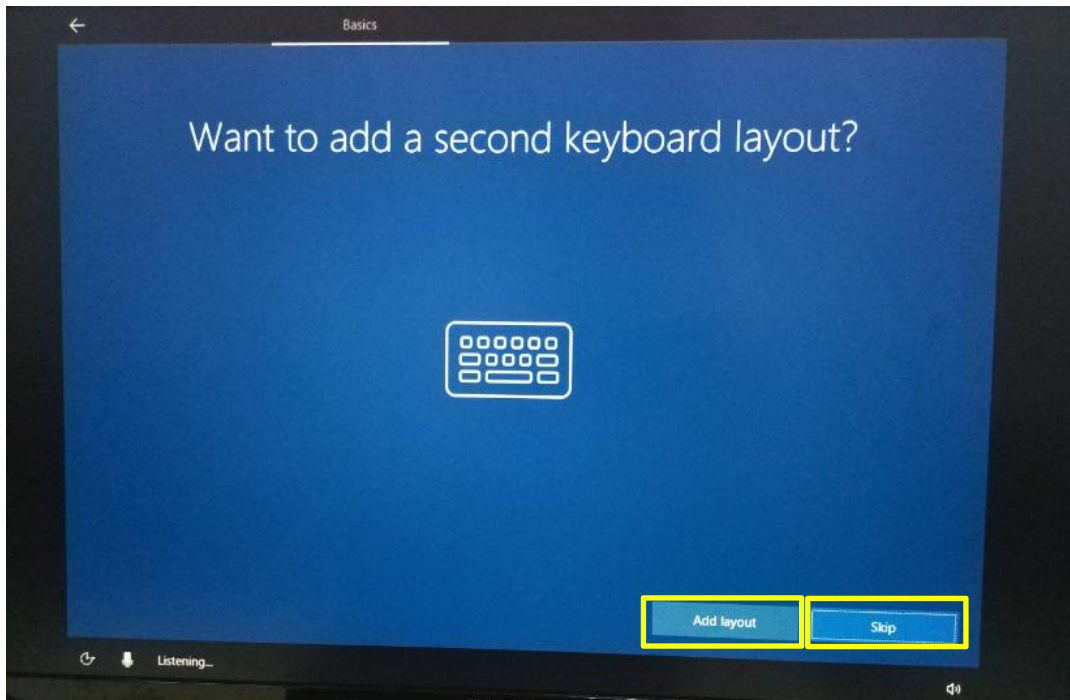 Basics
Want to add a second keyboard layout?
Add layout
Skip
Listening...